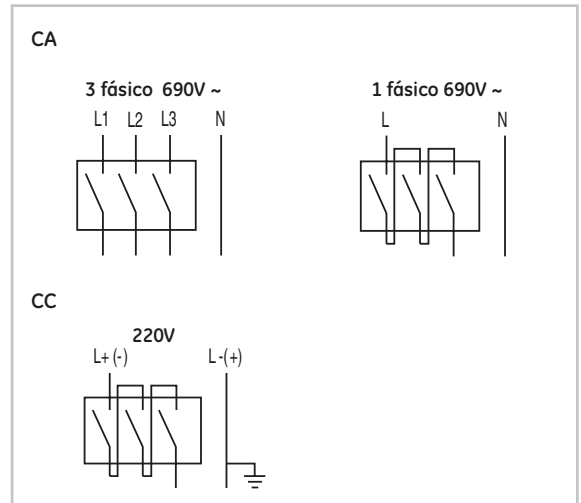 CA
3 fásico 690V ~
L1 L2 L3 N
1 fásico 690V ~
L N
CC
220V
L+ (-) L -(+)